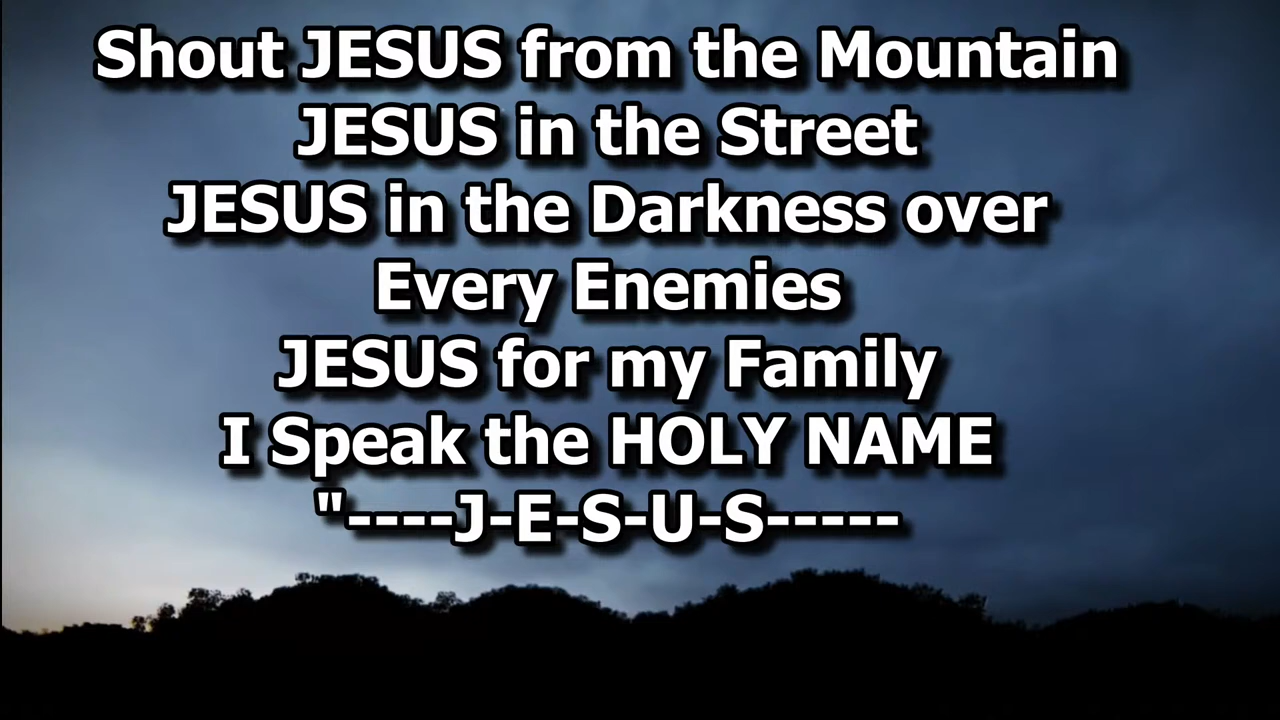 Shout JESUS from the Mountain
JESUS in the Street
JESUS in the Darkness over
Every Enemies
JESUS for my Family
I Speak the HOLY NAME
"----J-E-S-U-S-----